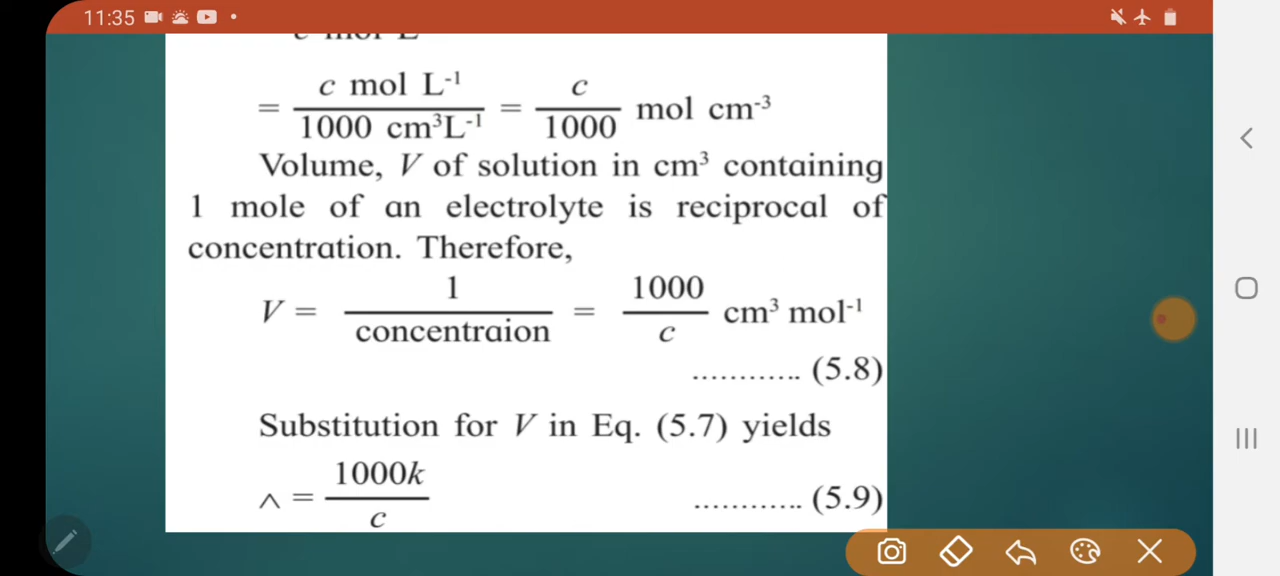 11:35
c mol L
= c mol L⁻¹ / 1000 cm³L⁻¹ = c / 1000 mol cm⁻³
Volume, V of solution in cm³ containing
1 mole of an electrolyte is reciprocal of
concentration. Therefore,
V = 1 / concentraion = 1000 / c cm³ mol⁻¹
............ (5.8)
Substitution for V in Eq. (5.7) yields
∧ = 1000k / c ............ (5.9)